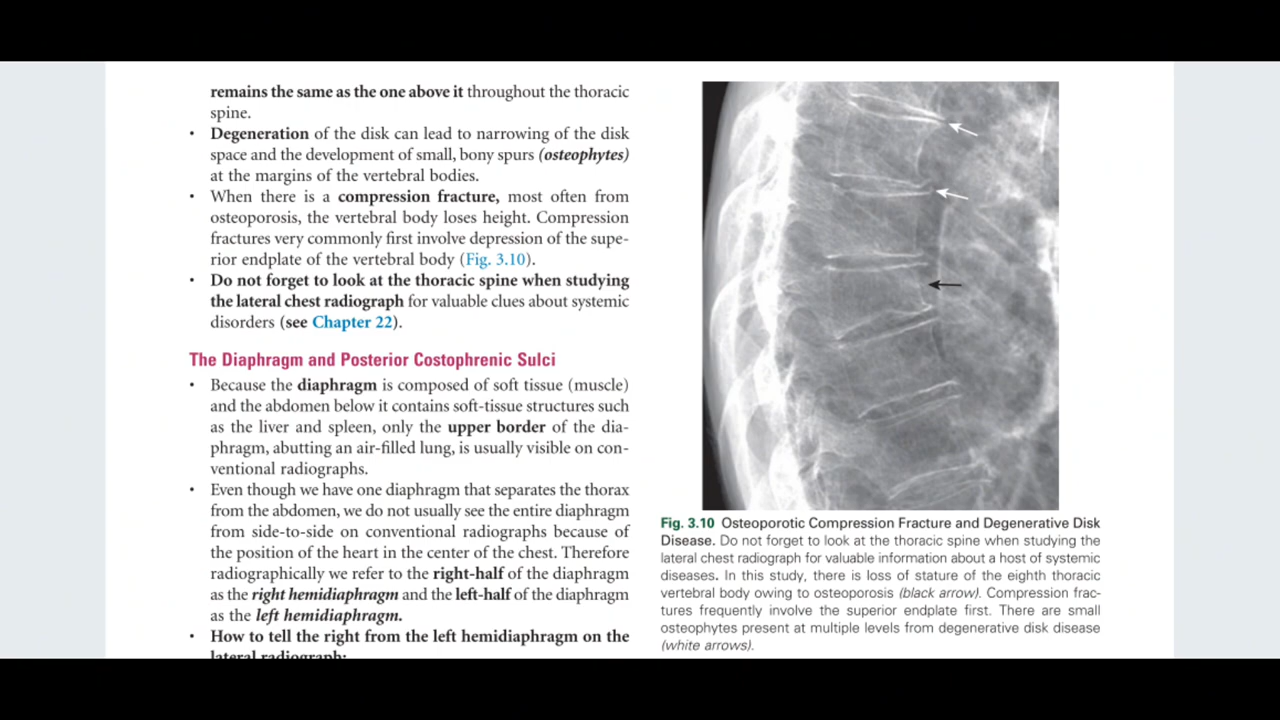 remains the same as the one above it throughout the thoracic
spine.
• Degeneration of the disk can lead to narrowing of the disk
space and the development of small, bony spurs (osteophytes)
at the margins of the vertebral bodies.
• When there is a compression fracture, most often from
osteoporosis, the vertebral body loses height. Compression
fractures very commonly first involve depression of the supe-
rior endplate of the vertebral body (Fig. 3.10).
• Do not forget to look at the thoracic spine when studying
the lateral chest radiograph for valuable clues about systemic
disorders (see Chapter 22).
The Diaphragm and Posterior Costophrenic Sulci
• Because the diaphragm is composed of soft tissue (muscle)
and the abdomen below it contains soft-tissue structures such
as the liver and spleen, only the upper border of the dia-
phragm, abutting an air-filled lung, is usually visible on con-
ventional radiographs.
• Even though we have one diaphragm that separates the thorax
from the abdomen, we do not usually see the entire diaphragm
from side-to-side on conventional radiographs because of
the position of the heart in the center of the chest. Therefore
radiographically we refer to the right-half of the diaphragm
as the right hemidiaphragm and the left-half of the diaphragm
as the left hemidiaphragm.
• How to tell the right from the left hemidiaphragm on the
lateral radiograph:
Fig. 3.10 Osteoporotic Compression Fracture and Degenerative Disk
Disease. Do not forget to look at the thoracic spine when studying the
lateral chest radiograph for valuable information about a host of systemic
diseases. In this study, there is loss of stature of the eighth thoracic
vertebral body owing to osteoporosis (black arrow). Compression frac-
tures frequently involve the superior endplate first. There are small
osteophytes present at multiple levels from degenerative disk disease
(white arrows).